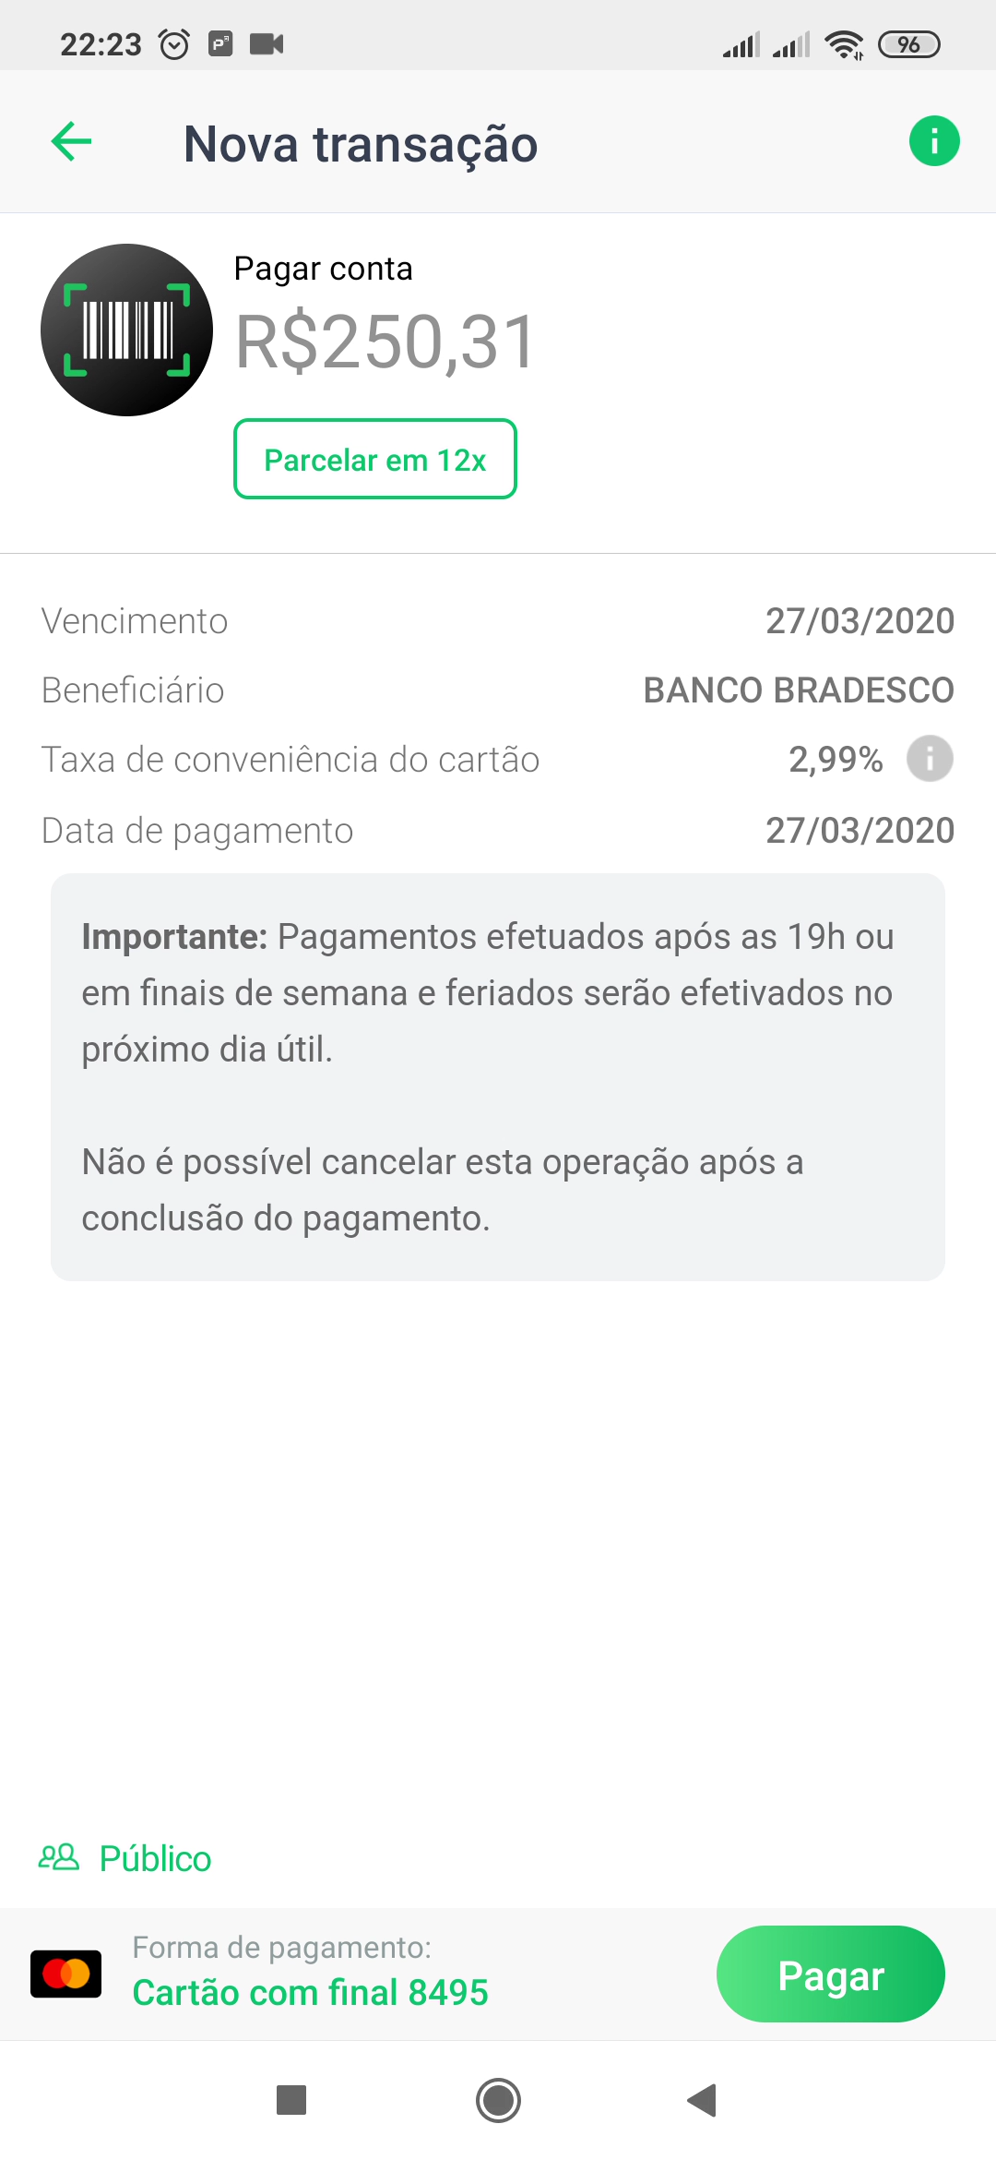 22:23
96
Nova transação
Pagar conta
R$250,31
Parcelar em 12x
Vencimento 27/03/2020
Beneficiário BANCO BRADESCO
Taxa de conveniência do cartão 2,99%
Data de pagamento 27/03/2020
Importante: Pagamentos efetuados após as 19h ou
em finais de semana e feriados serão efetivados no
próximo dia útil.
Não é possível cancelar esta operação após a
conclusão do pagamento.
Público
Forma de pagamento:
Cartão com final 8495
Pagar